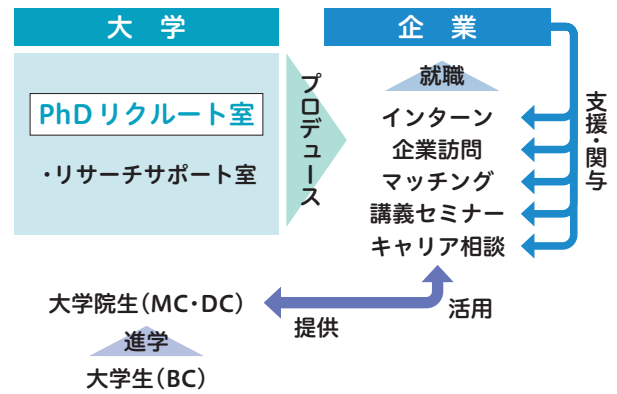 大 学
企 業
PhDリクルート室
・リサーチサポート室
プロデュース
就職
インターン
企業訪問
マッチング
講義セミナー
キャリア相談
支援・関与
大学院生（MC・DC）
提供
活用
進学
大学生（BC）